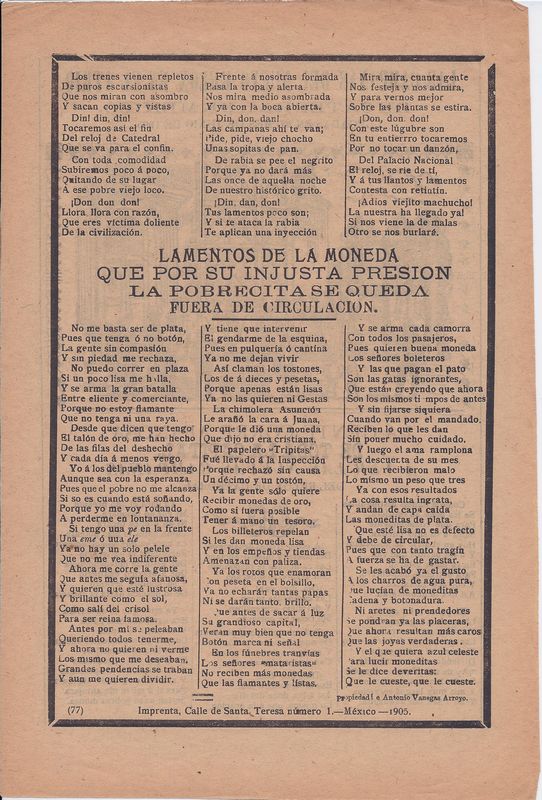 Los trenes vienen repletos
De puros escursionistas
Que nos miran con asombro
Y sacan copias y vistas
Din! din, din!
Tocaremos así el fin
Del reloj de Catedral
Que se va para el confin.
Con toda comodidad
Subiremos poco á poco,
Quitando de su lugar
A ese pobre viejo loco.
¡Don don don!
Llora, llora con razón,
Que eres víctima doliente
De la civilización.
Frente á nosotras formada
Pasa la tropa y alerta
Nos mira medio asombrada
Y ya con la boca abierta.
Din, don, dan!
Las campanas ahí te van;
Pide, pide, viejo chocho
Unas sopitas de pan.
De rabia se pee el negrito
Porque ya no dará más
Las once de aquella noche
De nuestro histórico grito.
¡Din, dan, don!
Tus lamentos poco son;
Y si te ataca la rabia
Te aplican una inyección
Mira mira, cuanta gente
Nos festeja y nos admira,
Y para vernos mejor
Sobre las plantas se estira.
¡Don, don, don!
Con este lúgubre son
En tu entierrro tocaremos
Por no tocar un danzón,
Del Palacio Nacional
El reloj, se rie de tí,
Y á tus llantos y lamentos
Contesta con retintin.
¡Adios viejito machucho!
La nuestra ha llegado ya!
Si nos viene la de malas
Otro se nos burlará.
LAMENTOS DE LA MONEDA
QUE POR SU INJUSTA PRESION
LA POBRECITA SE QUEDA
FUERA DE CIRCULACION.
No me basta ser de plata,
Pues que tenga ó no botón,
La gente sin compasión
Y sin piedad me rechaza,
No puedo correr en plaza
Si un poco lisa me halla,
Y se arma la gran batalla
Entre cliente y comerciante,
Porque no estoy flamante
Que no tenga ni una raya.
Desde que dicen que tengo
El talón de oro, me han hecho
De las filas del deshecho
Y cada día á menos vengo.
Yo á los del pueblo mantengo
Aunque sea con la esperanza.
Pues que el pobre no me alcanza
Si so es cuando está soñando,
Porque yo me voy rodando
A perderme en lontananza.
Si tengo una pe en la frente
Una eme ó una ele
Ya no hay un solo pelele
Que no me vea indiferente
Ahora me corre la gente
Que antes me seguía afanosa,
Y quieren que esté lustrosa
Y brillante como el sol,
Como salí del crisol
Para ser reina famosa.
Antes por mí se peleaban
Queriendo todos tenerme,
Y ahora no quieren ni verme
Los mismo que me deseaban,
Grandes pendencias se traban
Y aun me quieren dividir.
Y tiene que intervenir
El gendarme de la esquina,
Pues en pulquería ó cantina
Ya no me dejan vivir
Así claman los tostones,
Los de á dieces y pesetas,
Porque apenas están lisas
Ya no las quieren ni Gestas
La chimolera Asunción
Le arañó la cara á Juana,
Porque le dió una moneda
Que dijo no era cristiana.
El papelero "Tripitas"
Fué llevado á la Inspección
Porque rechazó sin causa
Un décimo y un tostón,
Ya la gente sólo quiere
Recibir monedas de oro,
Como si fuera posible
Tener á mano un tesoro.
Los billeteros repelan
Si les dan moneda lisa
Y en los empeños y tiendas
Amenazan con paliza.
Ya los rotos que enamoran
Con peseta en el bolsillo,
Ya no echarán tantas papas
Ni se darán tanto brillo.
Que antes de sacar á luz
Su grandioso capital,
Verán muy bien que no tenga
Botón marca ni señal
En los fúnebres tranvías
Los señores "mataristas"
No reciben más monedas
Que las flamantes y listas.
Y se arma cada camorra
Con todos los pasajeros,
Pues quieren buena moneda
Los señores boleteros
Y las que pagan el pato
Son las gatas ignorantes,
Que están creyendo que ahora
Son los mismos ti mpos de antes
Y sin fijarse siquiera
Cuando van por el mandado.
Reciben lo que les dan
Sin poner mucho cuidado.
Y luego el ama ramplona
Les descuenta de su mes
Lo que recibieron malo
Lo mismo un peso que tres
Ya con esos resultados
La cosa resulta ingrata,
Y andan de capa caída
Las moneditas de plata.
Que esté lisa no es defecto
Y debe de circular,
Pues que con tanto tragín
A fuerza se ha de gastar.
Se les acabó ya el gusto
A los charros de agua pura,
Que lucían de moneditas
Cadena y botonadura.
Ni aretes ni prendedores
Se pondrán ya las placeras,
Que ahora resultan más caros
Que las joyas verdaderas.
Y el que quiera azul celeste
Para lucir moneditas
Se le dice deveritas:
Que le cueste, que le cueste.
Propiedad de Antonio Vanegas Arroyo.
(77) Imprenta, Calle de Santa Teresa número 1.—México—1905.